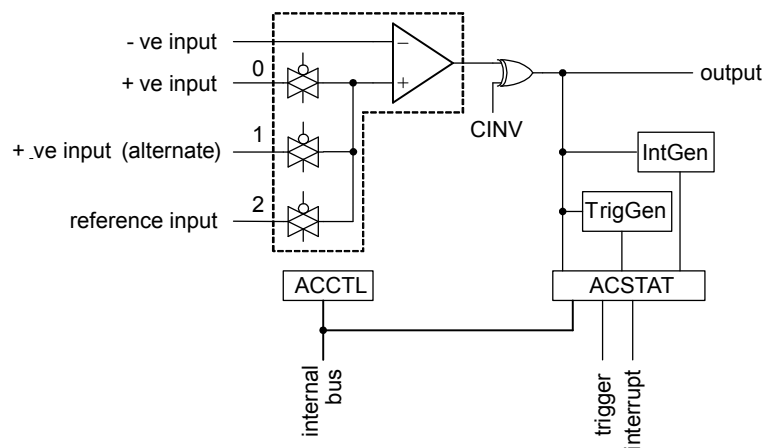 - ve input
−
0
+ ve input
+
output
CINV
1
+ ve input (alternate)
IntGen
2
reference input
TrigGen
ACCTL
ACSTAT
internal
bus
trigger
interrupt